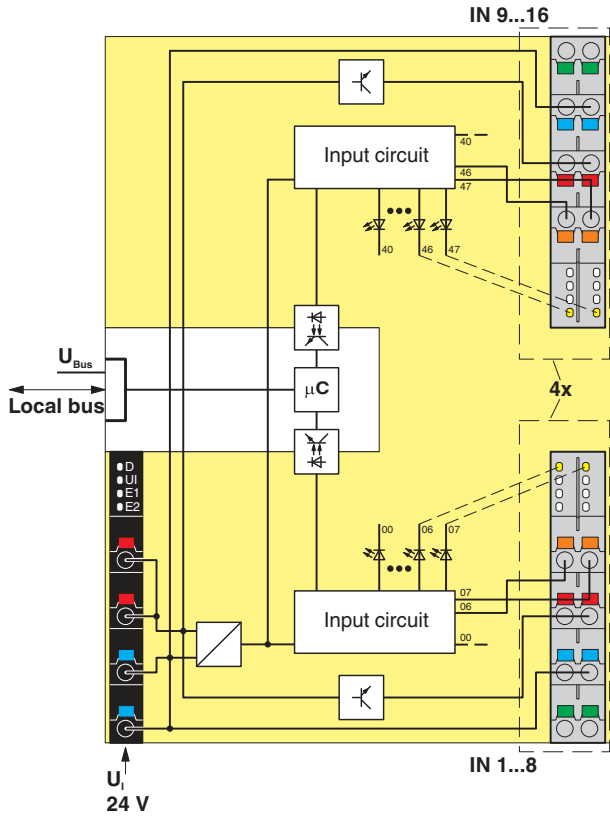 IN 9...16
Input circuit
40
46
47
40
46
47
U Bus
Local bus
µC
4x
D
UI
E1
E2
00
06
07
Input circuit
07
06
00
IN 1...8
U I
24 V